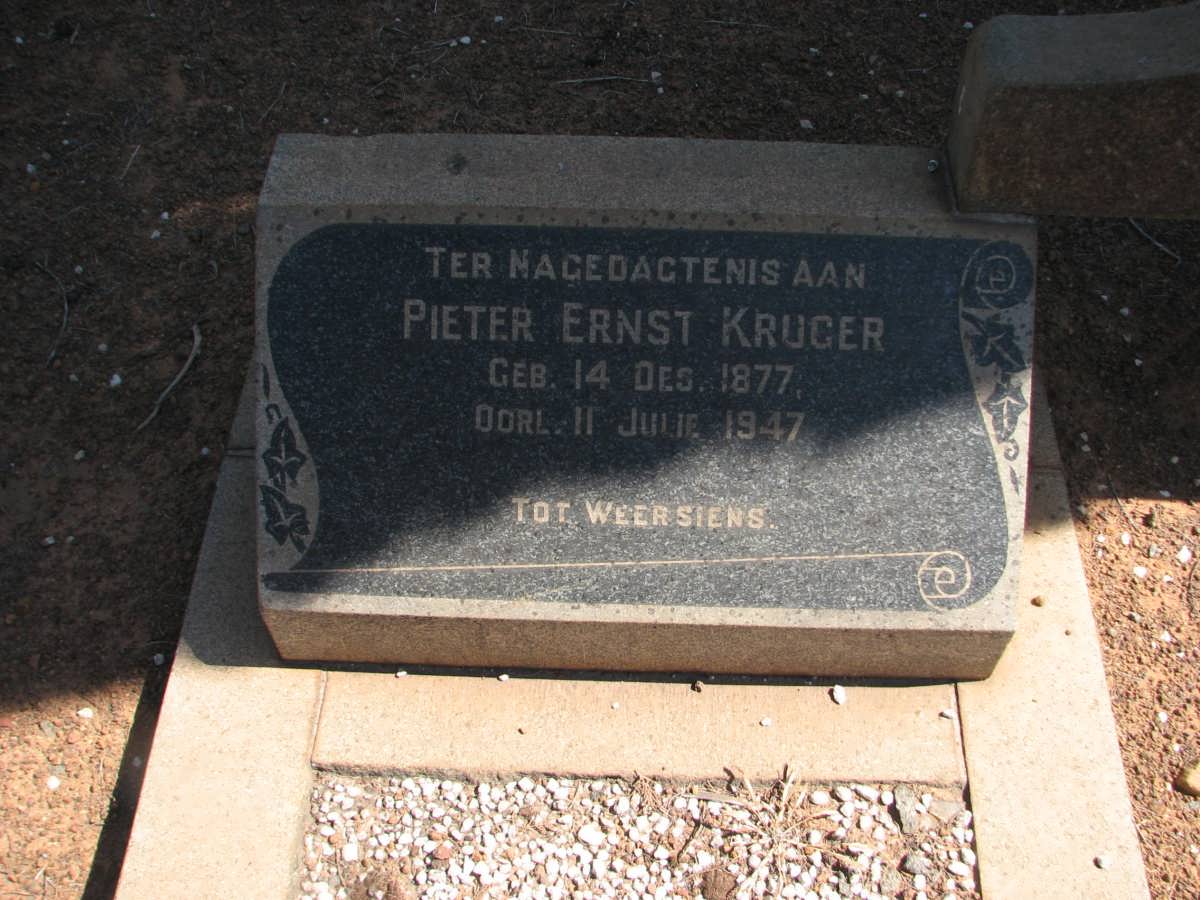 TER NAGEDAGTENIS AAN
PIETER ERNST KRUGER
GEB. 14 DES. 1877,
OORL. 11 JULIE 1947
TOT WEERSIENS.